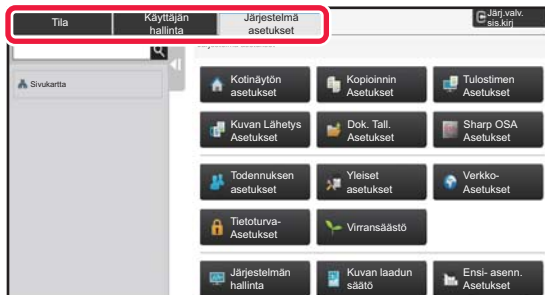 Tila
Käyttäjän
hallinta
Järjestelmä
asetukset
Järj.valv.
sis.kirj
Sivukartta
Kotinäytön
Asetukset
Kopioinnin
Asetukset
Tulostimen
Asetukset
Kuvan Lähetys
Asetukset
Dok. Tall.
Asetukset
Sharp OSA
Asetukset
Todennuksen
asetukset
Yleiset
asetukset
Verkko-
Asetukset
Tietoturva-
Asetukset
Virransäästö
Järjestelmän
hallinta
Kuvan laadun
säätö
Ensi- asenn.
Asetukset